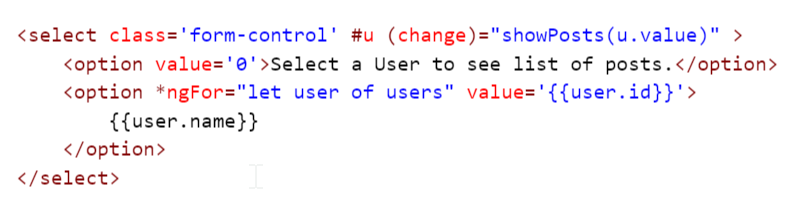 <select class='form-control' #u (change)="showPosts(u.value)" >
<option value='0'>Select a User to see list of posts.</option>
<option *ngFor="let user of users" value='{{user.id}}'>
{{user.name}}
</option>
</select>